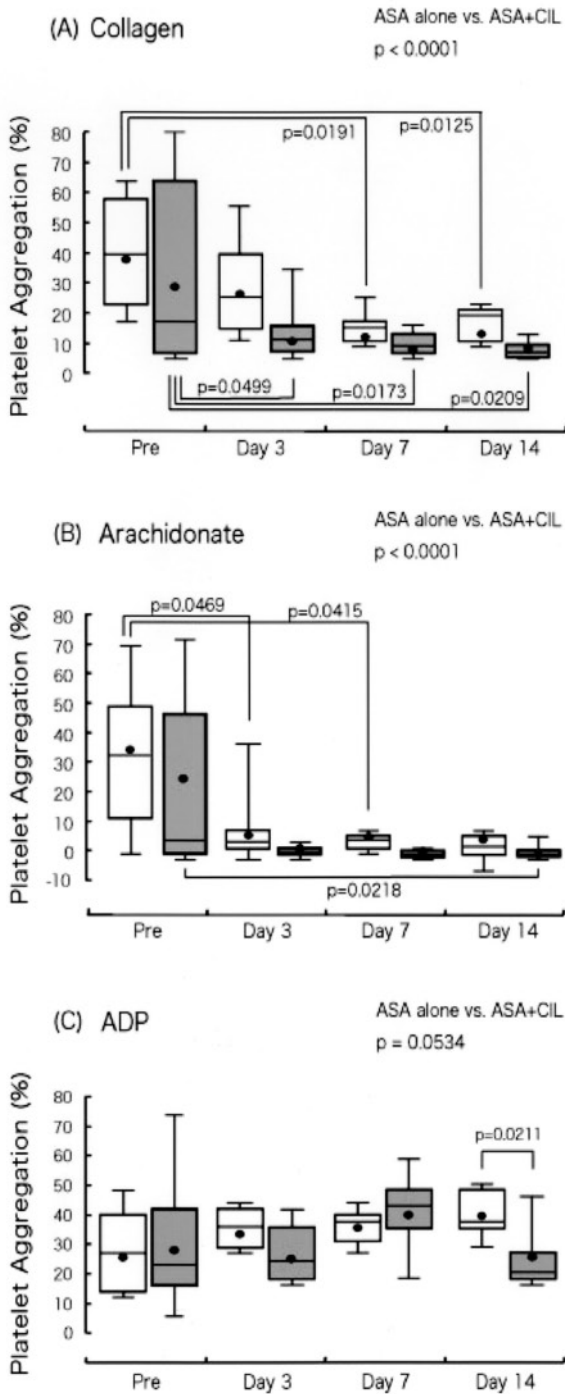 (A) Collagen
ASA alone vs. ASA+CIL
p < 0.0001
Platelet Aggregation (%)
80
70
60
50
40
30
20
10
0
p=0.0191
p=0.0125
p=0.0499
p=0.0173
p=0.0209
Pre Day 3 Day 7 Day 14
(B) Arachidonate
ASA alone vs. ASA+CIL
p < 0.0001
Platelet Aggregation (%)
80
70
60
50
40
30
20
10
0
-10
p=0.0469
p=0.0415
p=0.0218
Pre Day 3 Day 7 Day 14
(C) ADP
ASA alone vs. ASA+CIL
p = 0.0534
Platelet Aggregation (%)
80
70
60
50
40
30
20
10
0
p=0.0211
Pre Day 3 Day 7 Day 14